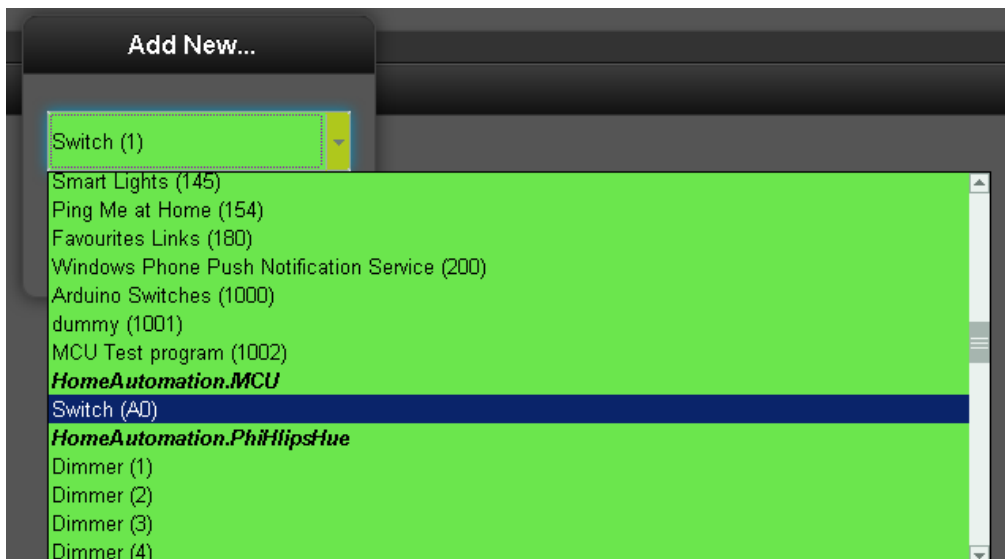 Add New...
Switch (1)
Smart Lights (145)
Ping Me at Home (154)
Favourites Links (180)
Windows Phone Push Notification Service (200)
Arduino Switches (1000)
dummy (1001)
MCU Test program (1002)
HomeAutomation.MCU
Switch (A0)
HomeAutomation.PhiHlipsHue
Dimmer (1)
Dimmer (2)
Dimmer (3)
Dimmer (4)